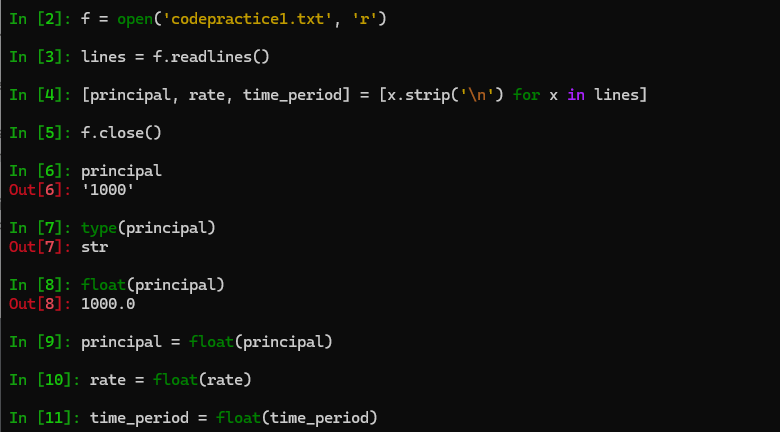 In [2]: f = open('codepractice1.txt', 'r')
In [3]: lines = f.readlines()
In [4]: [principal, rate, time_period] = [x.strip('\n') for x in lines]
In [5]: f.close()
In [6]: principal
Out[6]: '1000'
In [7]: type(principal)
Out[7]: str
In [8]: float(principal)
Out[8]: 1000.0
In [9]: principal = float(principal)
In [10]: rate = float(rate)
In [11]: time_period = float(time_period)